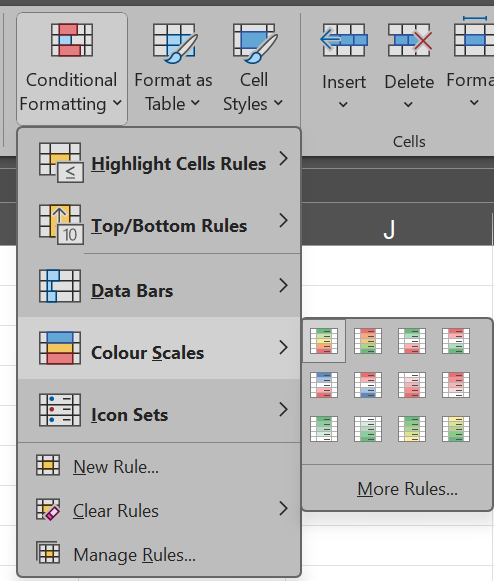 Conditional
Formatting
Format as
Table
Cell
Styles
Insert
Delete
Forma
Cells
Highlight Cells Rules
Top/Bottom Rules
10
J
Data Bars
Colour Scales
Icon Sets
New Rule...
More Rules...
Clear Rules
Manage Rules...